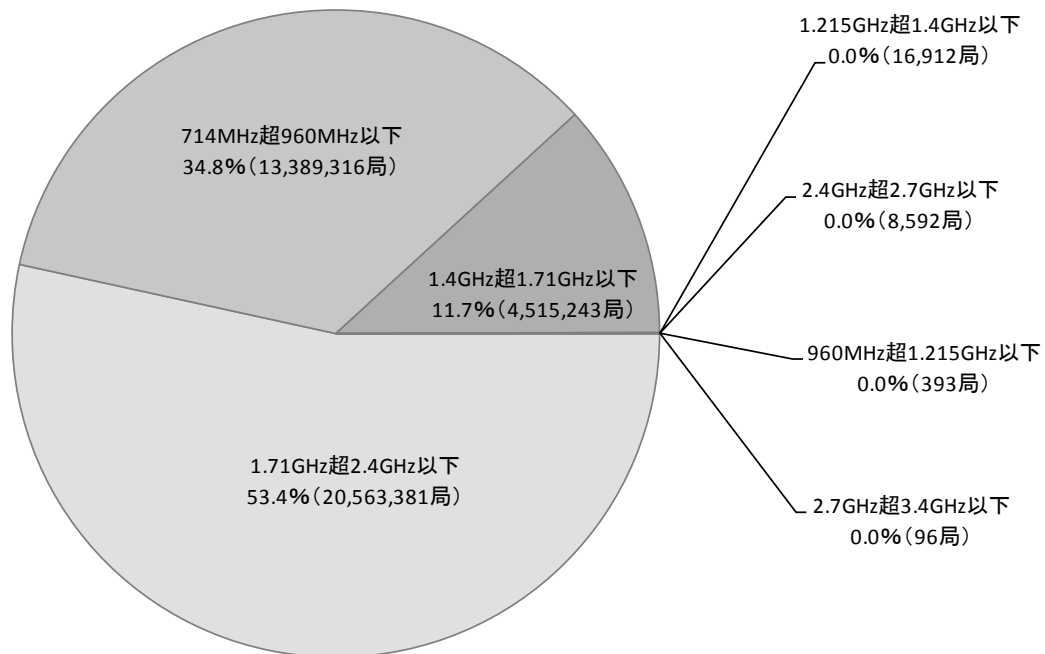 1.215GHz超1.4GHz以下
0.0%（16,912局）
714MHz超960MHz以下
34.8%（13,389,316局）
2.4GHz超2.7GHz以下
0.0%（8,592局）
1.4GHz超1.71GHz以下
11.7%（4,515,243局）
960MHz超1.215GHz以下
0.0%（393局）
1.71GHz超2.4GHz以下
53.4%（20,563,381局）
2.7GHz超3.4GHz以下
0.0%（96局）